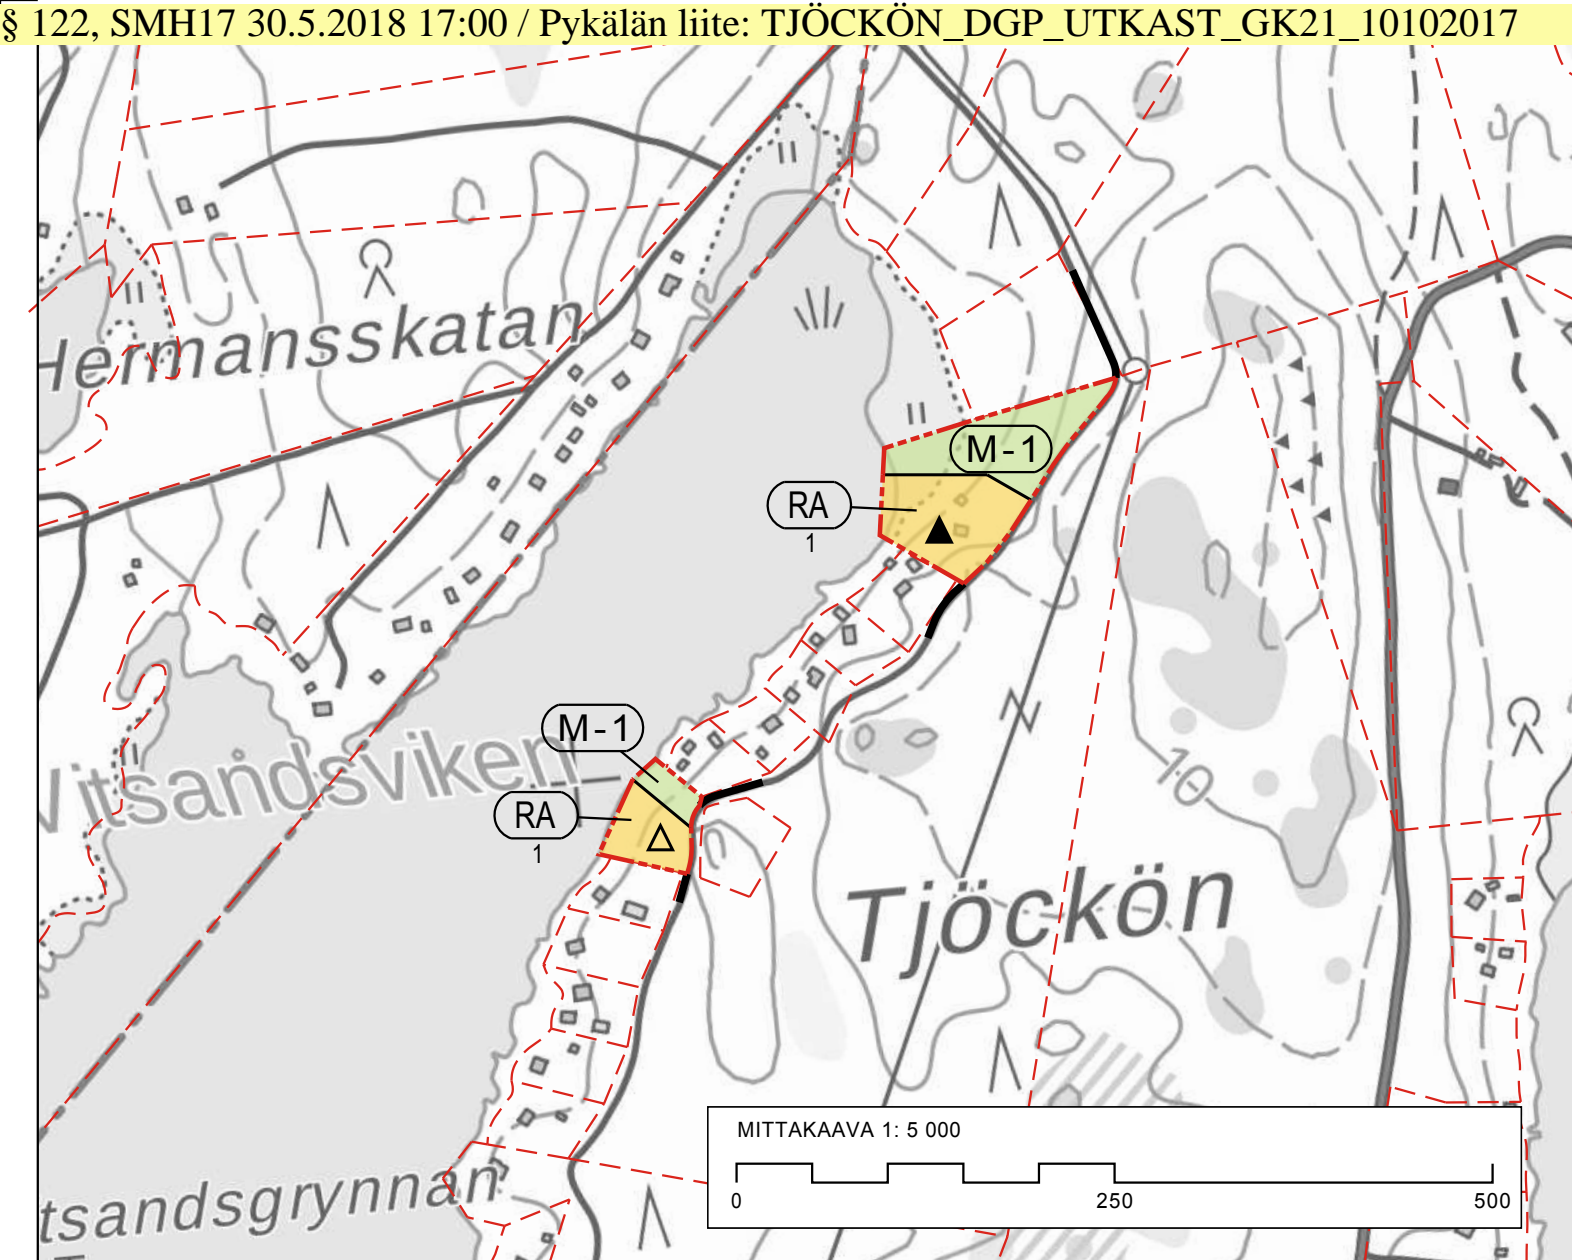 § 122, SMH17 30.5.2018 17:00 / Pykälän liite: TJÖCKÖN_DGP_UTKAST_GK21_10102017
Hermansskatan
M-1
RA
1
M-1
Vitsandsviken
RA
1
10
Tjöckön
MITTAKAAVA 1: 5 000
0 250 500
tsandsgrynnan